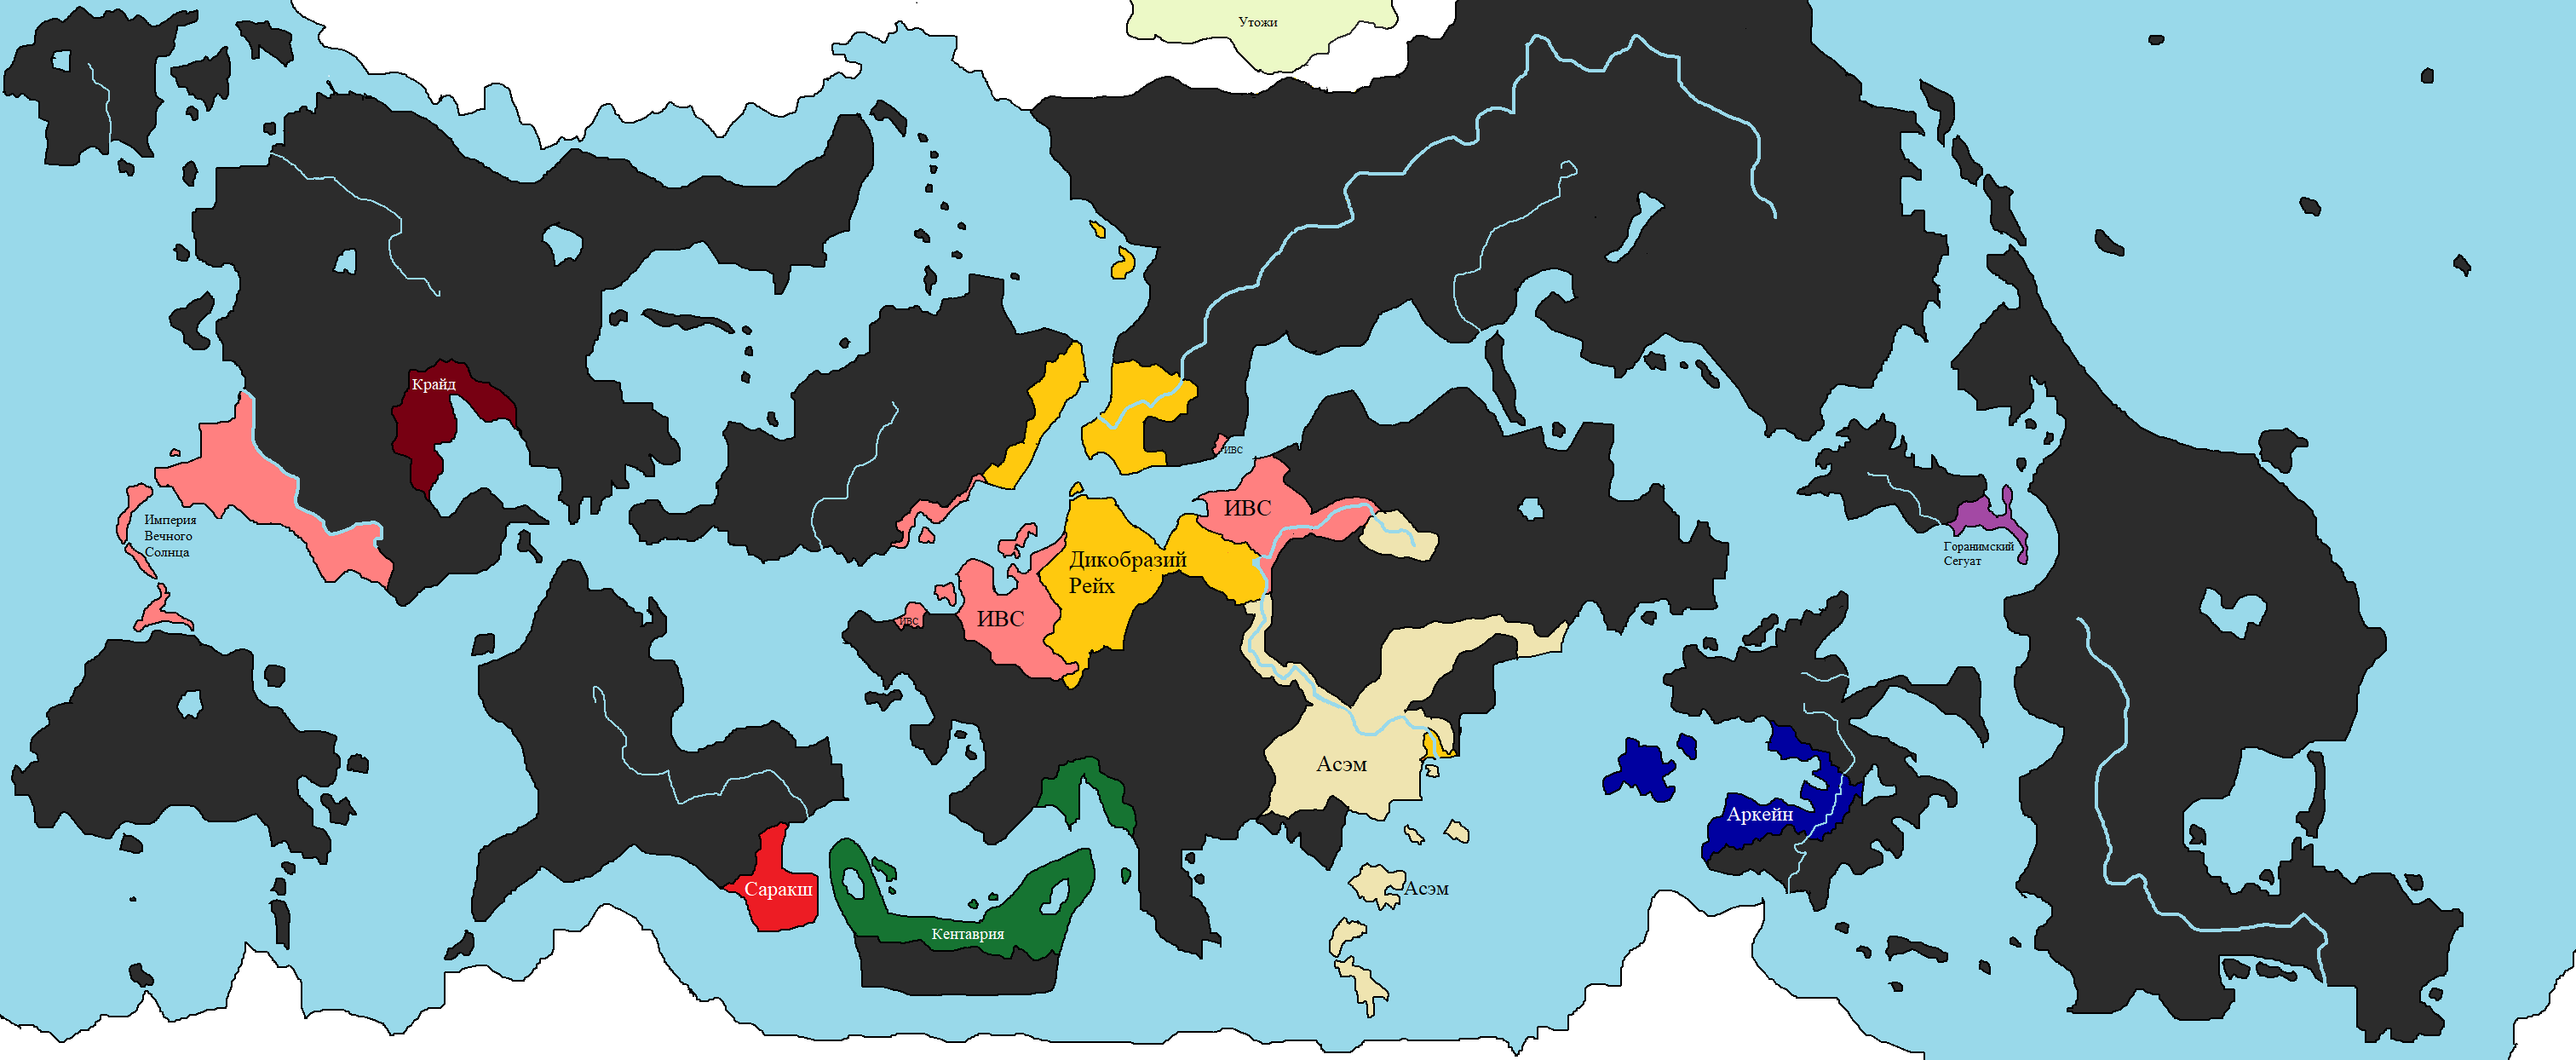 Утожи
Крайд
ИВС
ИВС
Империя
Вечного
Солнца
Горанимский
Сегуат
Дикобразий
Рейх
ИВС
ИВС
Асэм
Аркейн
Саракш
Асэм
Кентаврия